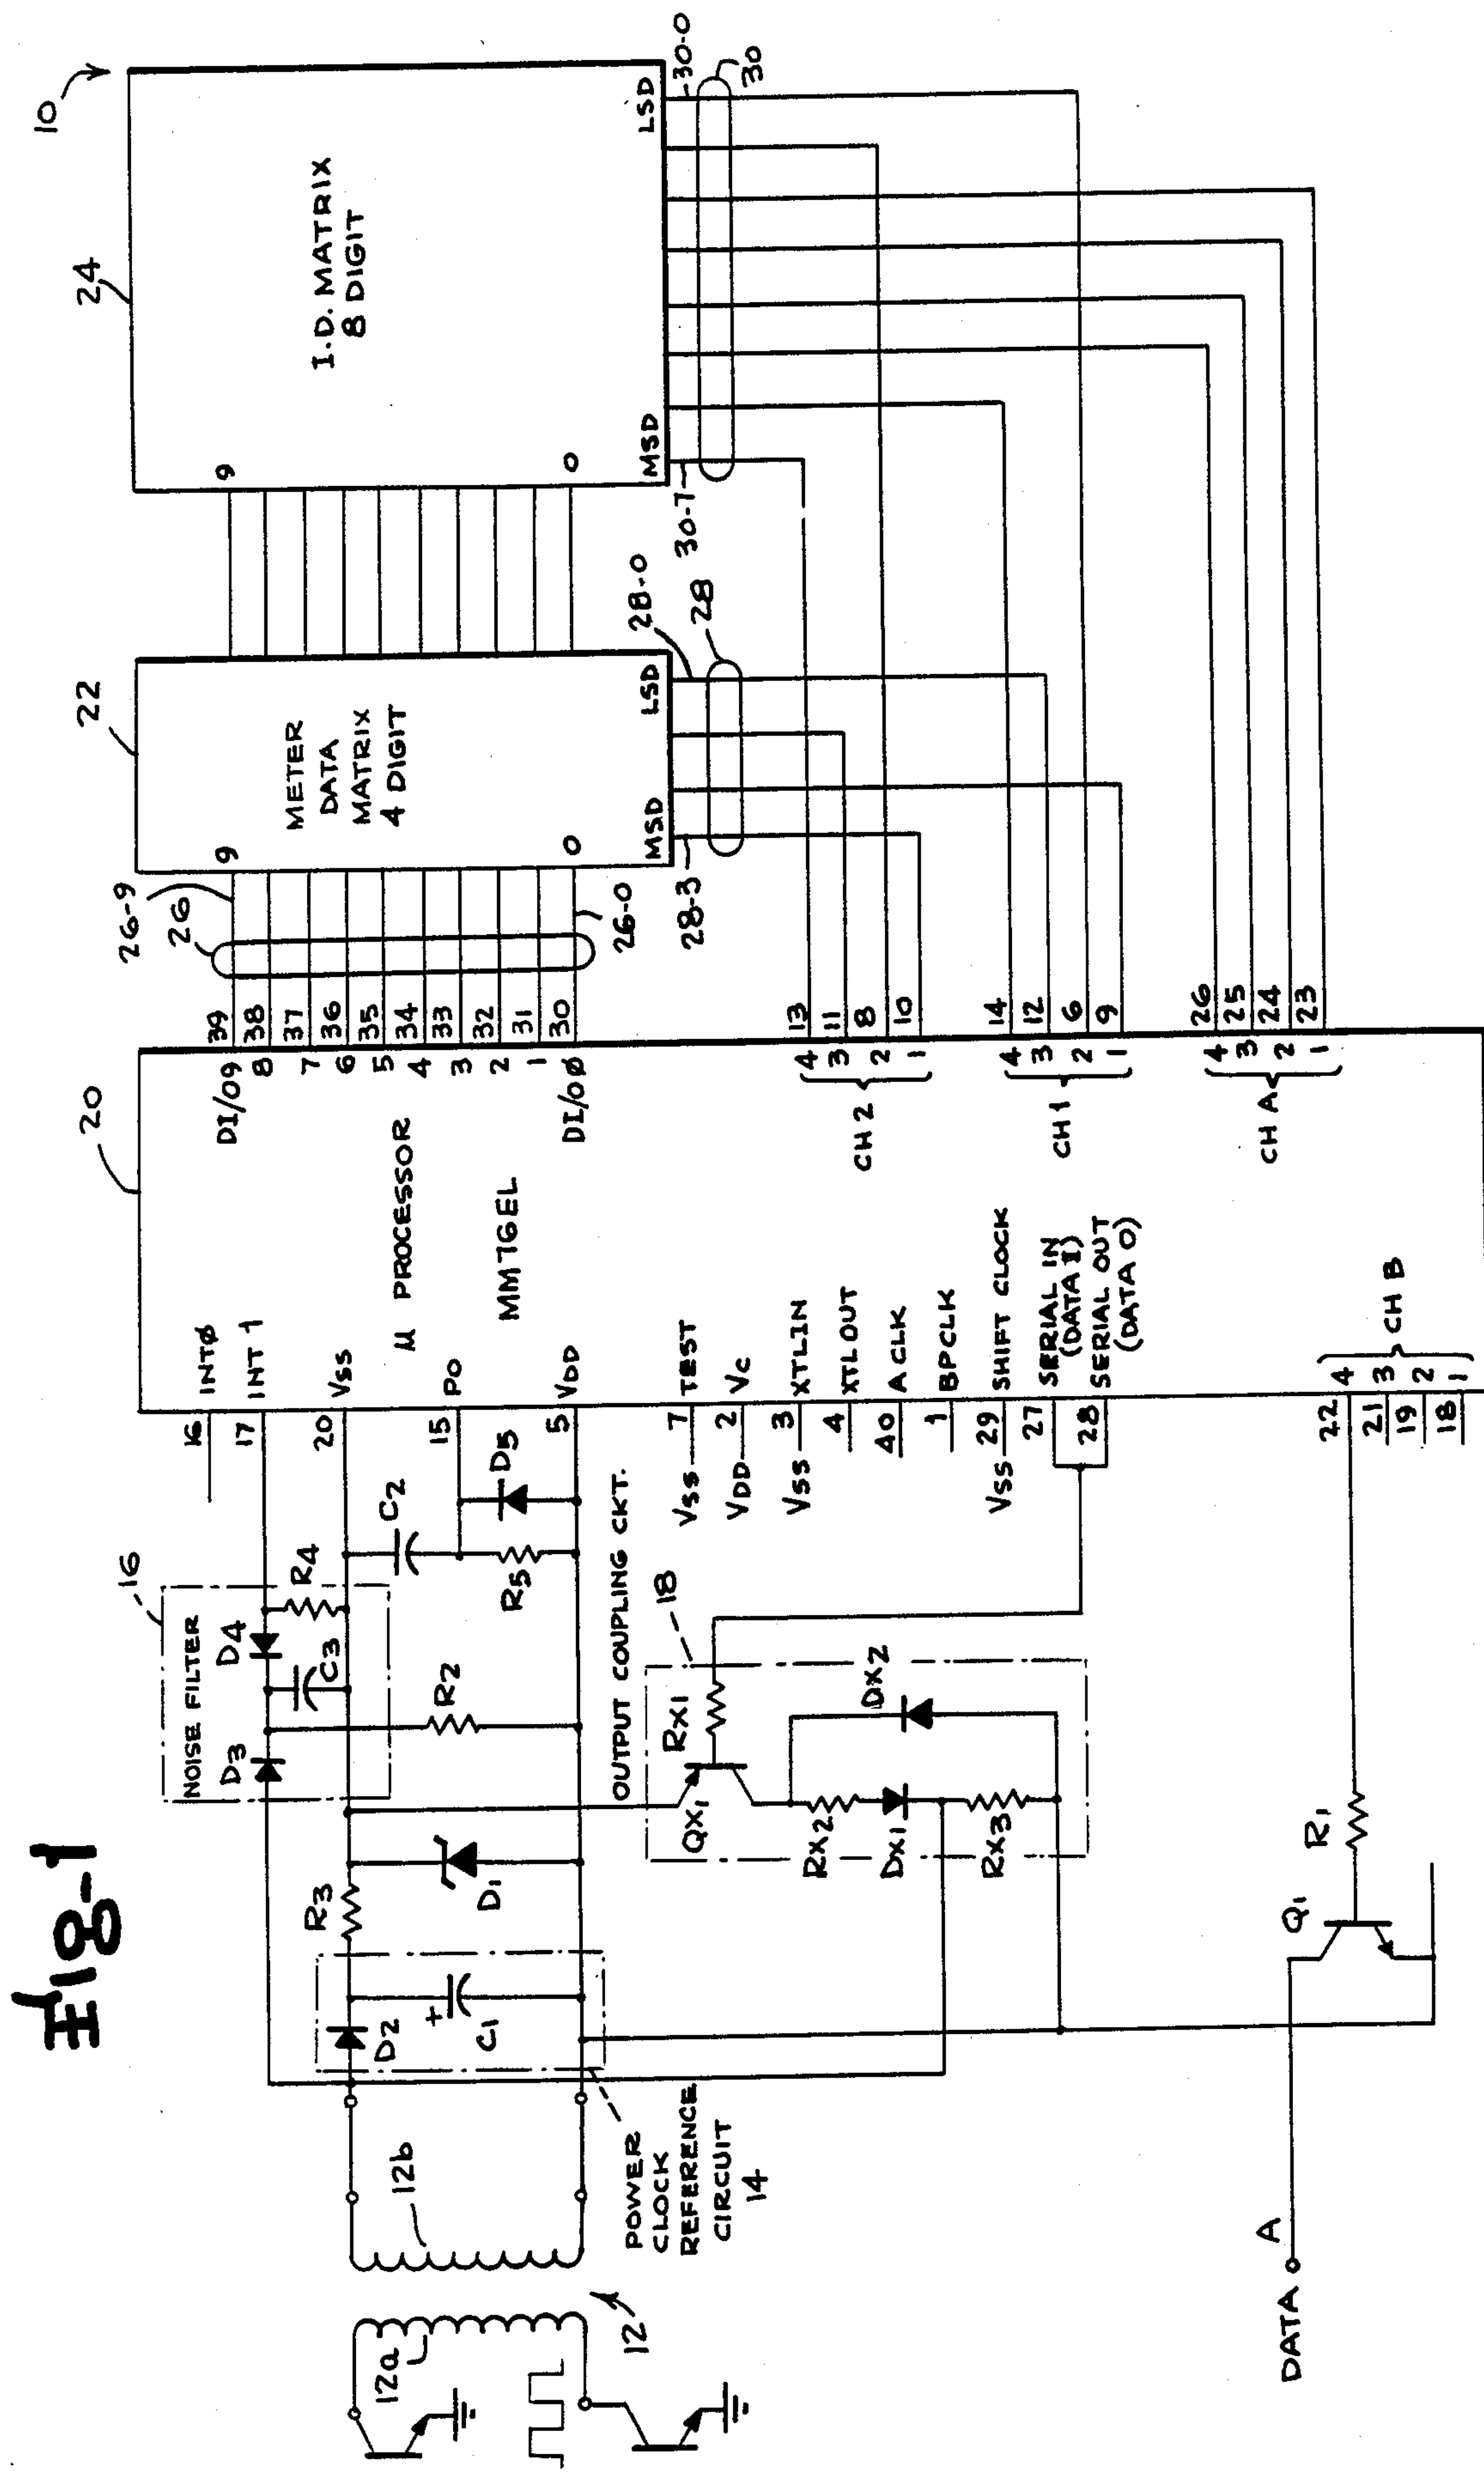 Fig-1
10
12a
12
12b
POWER
CLOCK
REFERENCE
CIRCUIT
14
D2
+
C1
R3
D1
NOISE FILTER
16
D3
C3
D4
R4
R2
C2
R5
D5
OUTPUT COUPLING CKT.
18
QX1
RX1
RX2
DX1
RX3
DX2
DATA
A
Q1
R1
20
μ PROCESSOR
MM76EL
16 INTØ
17 INT 1
20 VSS
15 PO
5 VDD
VSS 7 TEST
VDD 2 VC
VSS 3 XTLIN
4 XTLOUT
40 A CLK
1 BPCLK
VSS 29 SHIFT CLOCK
27 SERIAL IN
(DATA I)
28 SERIAL OUT
(DATA O)
22 4
21 3
19 2
18 1
CH B
DI/O9 39
8 38
7 37
6 36
5 35
4 34
3 33
2 32
1 31
DI/OØ 30
CH 2
4 13
3 11
2 8
1 10
CH 1
4 14
3 12
2 6
1 9
CH A
4 26
3 25
2 24
1 23
26-9
26
26-0
22
METER
DATA
MATRIX
4 DIGIT
9
0
MSD
LSD
28-3
28-0
28
24
I.D. MATRIX
8 DIGIT
9
0
MSD
LSD
30-7
30-0
30